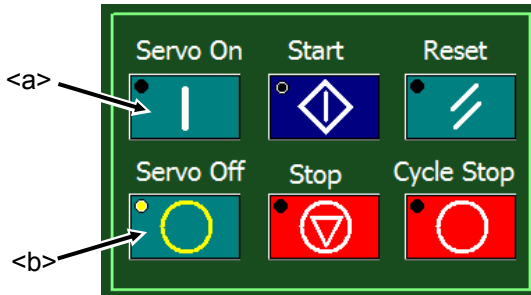 Servo On Start Reset
<a>
Servo Off Stop Cycle Stop
<b>